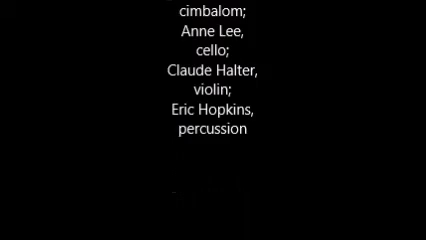 cimbalom;
Anne Lee,
cello;
Claude Halter,
violin;
Eric Hopkins,
percussion